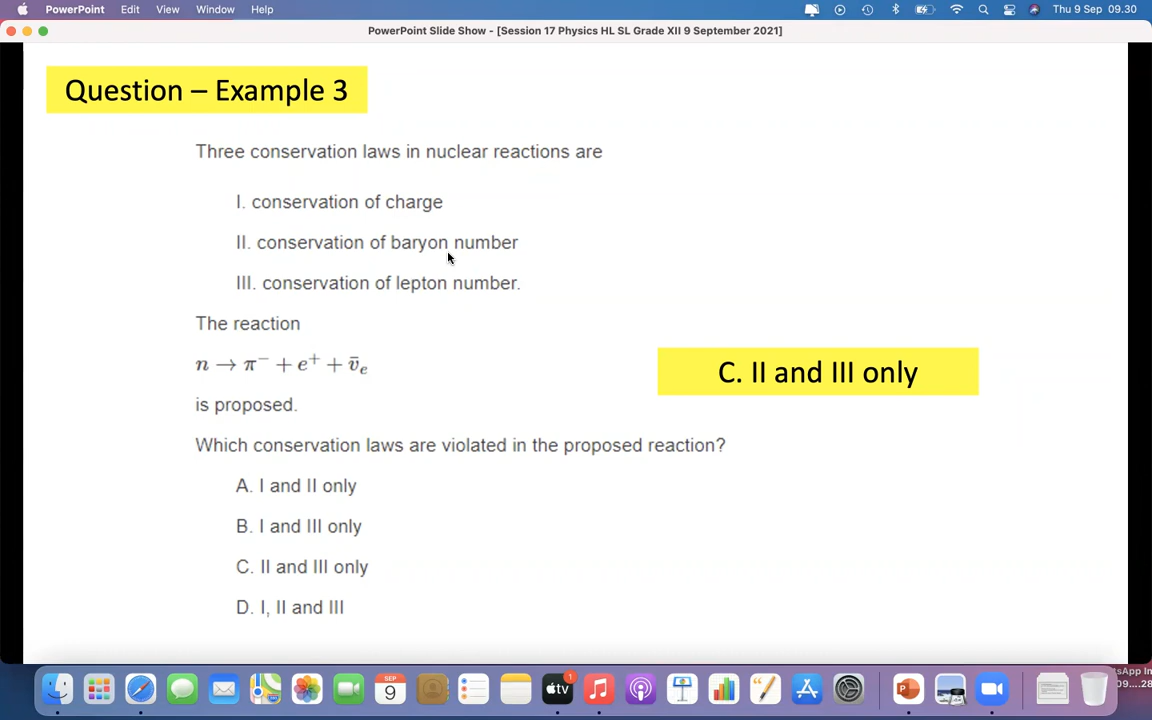 PowerPoint Edit View Window Help Thu 9 Sep 09.30
PowerPoint Slide Show - [Session 17 Physics HL SL Grade XII 9 September 2021]
Question – Example 3
Three conservation laws in nuclear reactions are
I. conservation of charge
II. conservation of baryon number
III. conservation of lepton number.
The reaction
n → π⁻ + e⁺ + v̄ₑ
C. II and III only
is proposed.
Which conservation laws are violated in the proposed reaction?
A. I and II only
B. I and III only
C. II and III only
D. I, II and III
SEP
9
tv
1